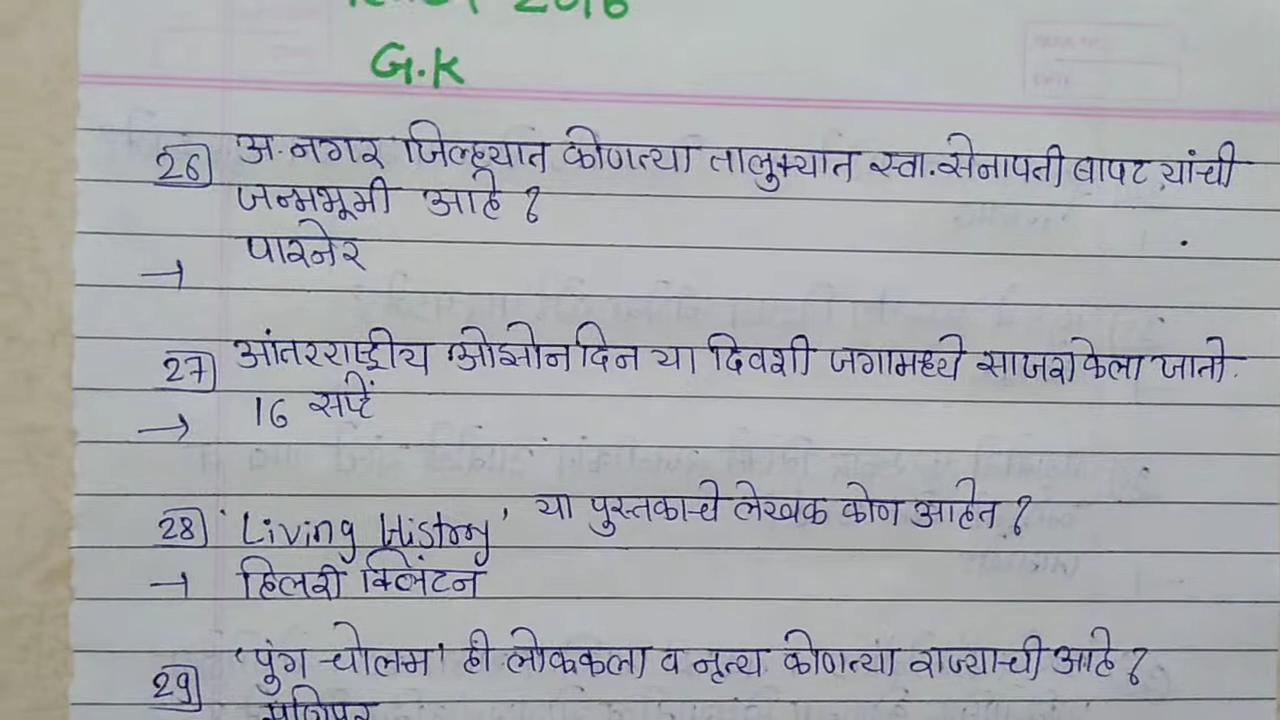 2016
G.K
26) अ.नगर जिल्ह्यात कोणत्या तालुक्यात स्वा.सेनापती बापट यांची
जन्मभूमी आहे ?
→ पारनेर
27) आंतरराष्ट्रीय ओझोन दिन या दिवशी जगामध्ये साजरा केला जातो.
→ 16 सप्टें
28) 'Living History' या पुस्तकाचे लेखक कोण आहेत ?
→ हिलरी क्लिंटन
29) 'पुंग चोलम' ही लोककला व नृत्य कोणत्या राज्याची आहे ?